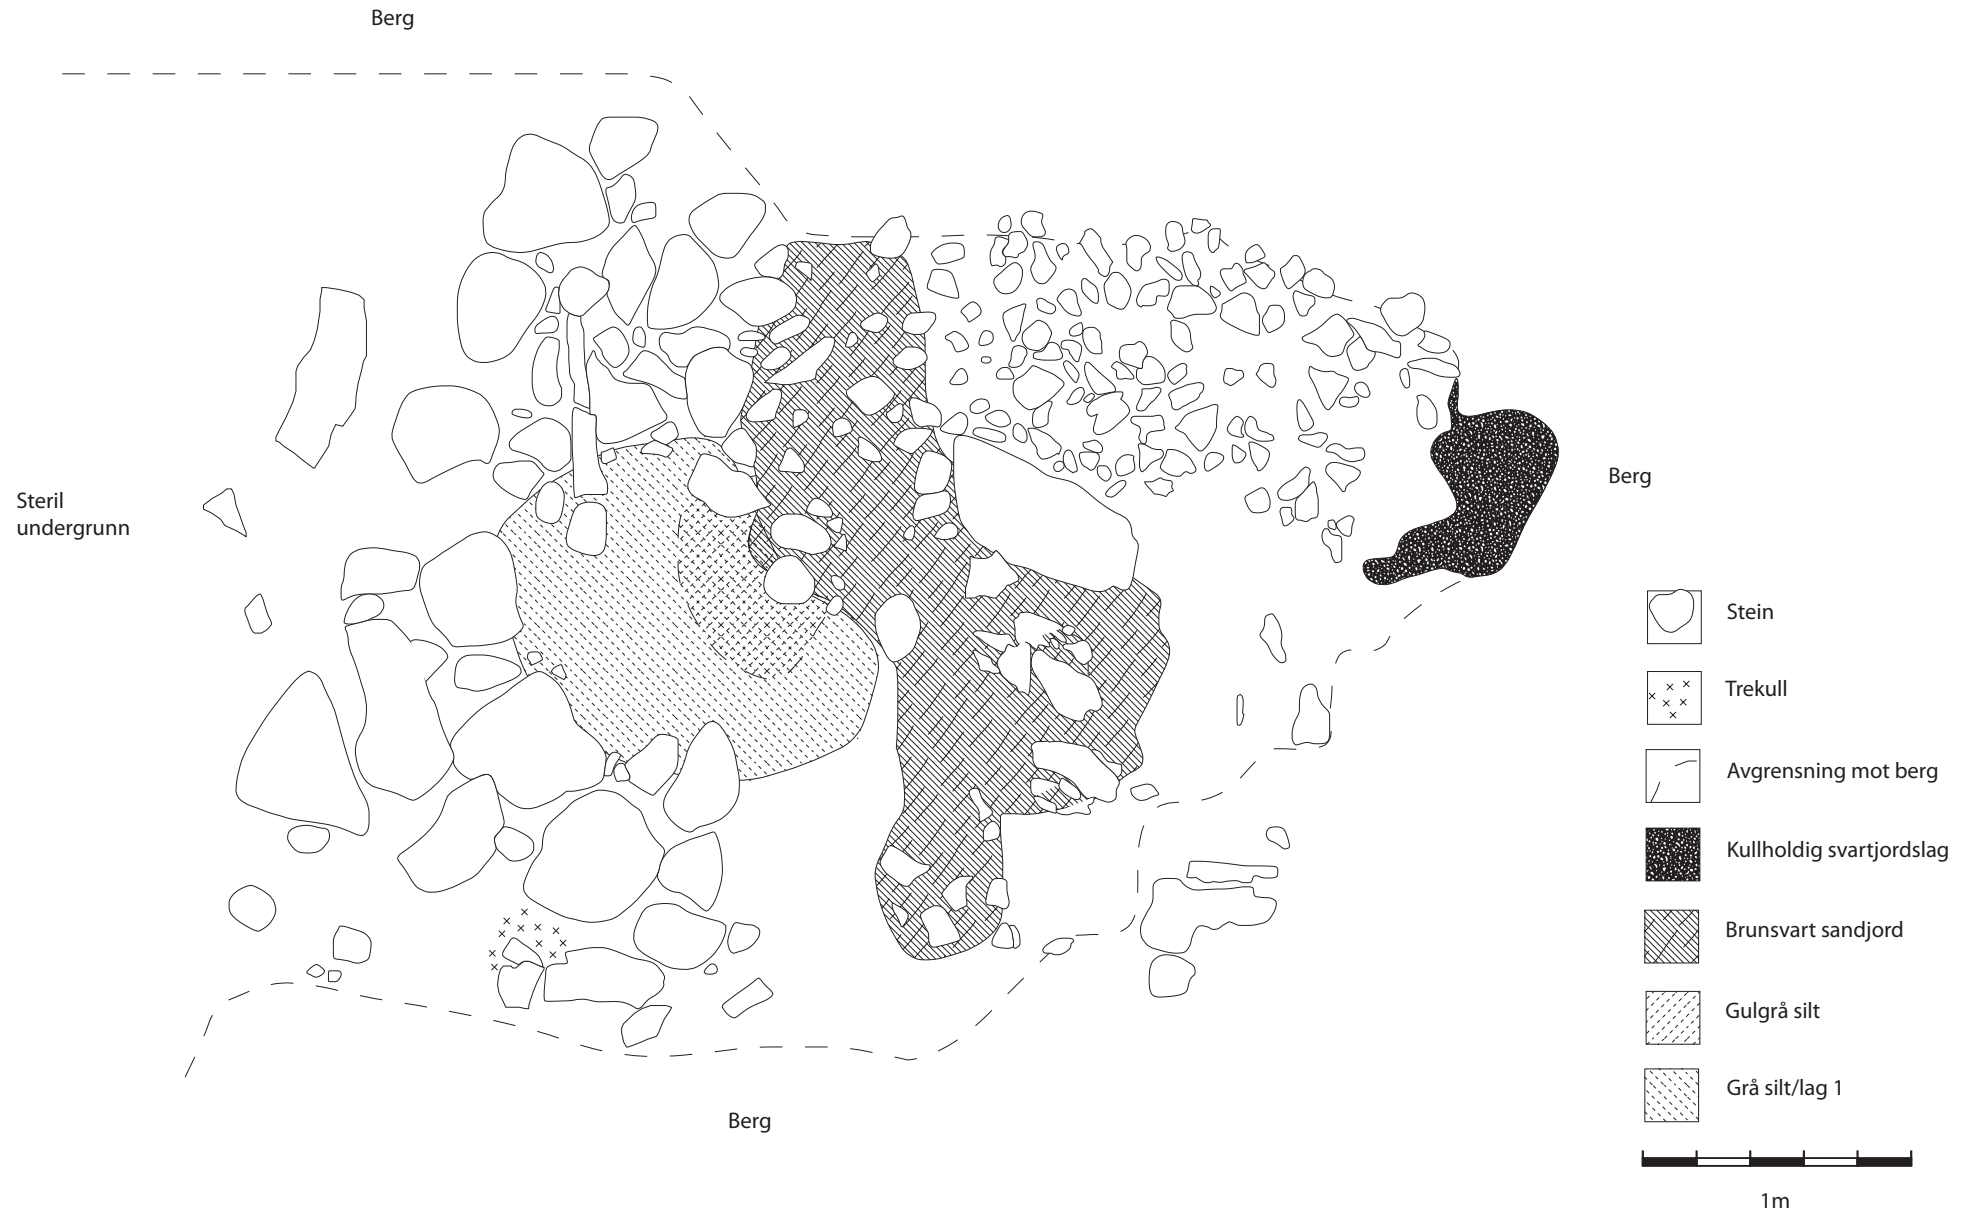 Berg
Steril
undergrunn
Berg
Berg
Stein
Trekull
Avgrensning mot berg
Kullholdig svartjordslag
Brunsvart sandjord
Gulgrå silt
Grå silt/lag 1
1m